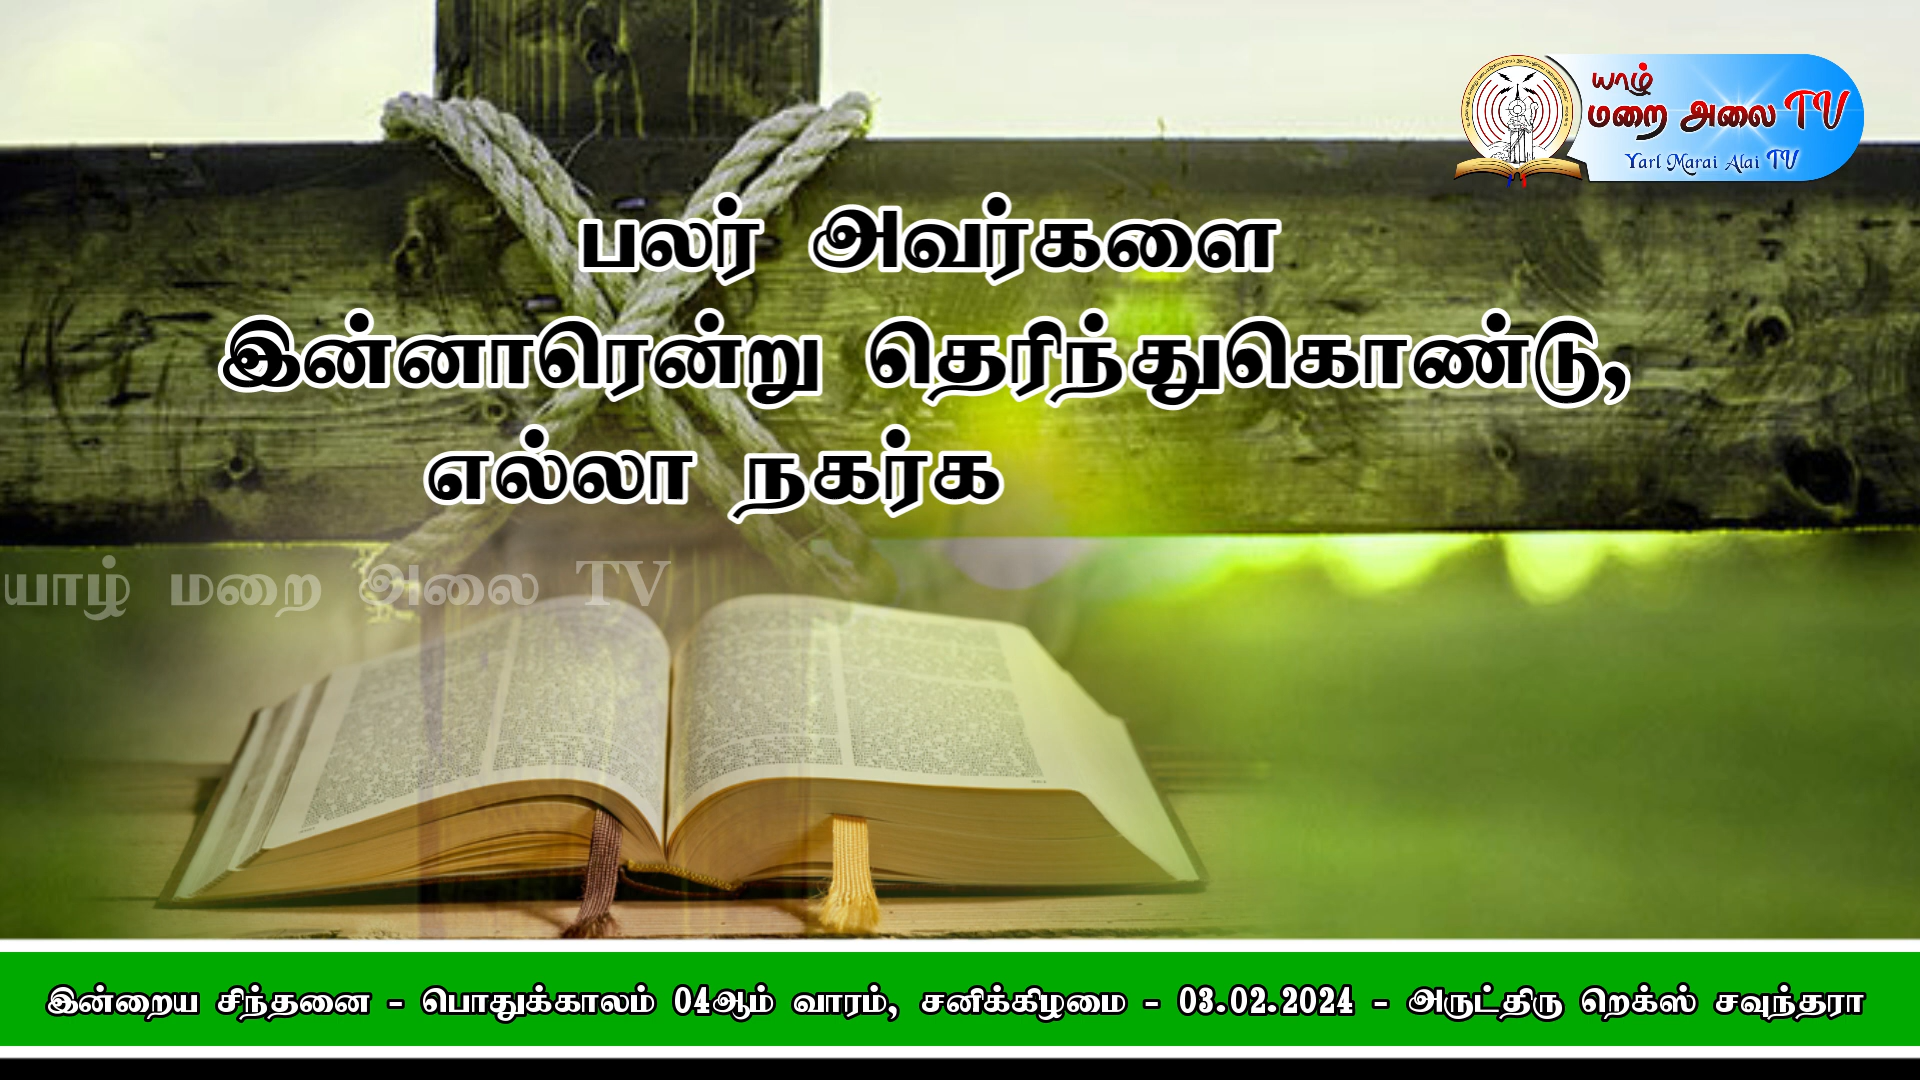 யாழ்
மறை அலை TV
Yarl Marai Alai TV
பலர் அவர்களை
இன்னாரென்று தெரிந்துகொண்டு,
எல்லா நகர்க
யாழ் மறை அலை TV
இன்றைய சிந்தனை - பொதுக்காலம் 04ஆம் வாரம், சனிக்கிழமை - 03.02.2024 - அருட்திரு றெக்ஸ் சவுந்தரா